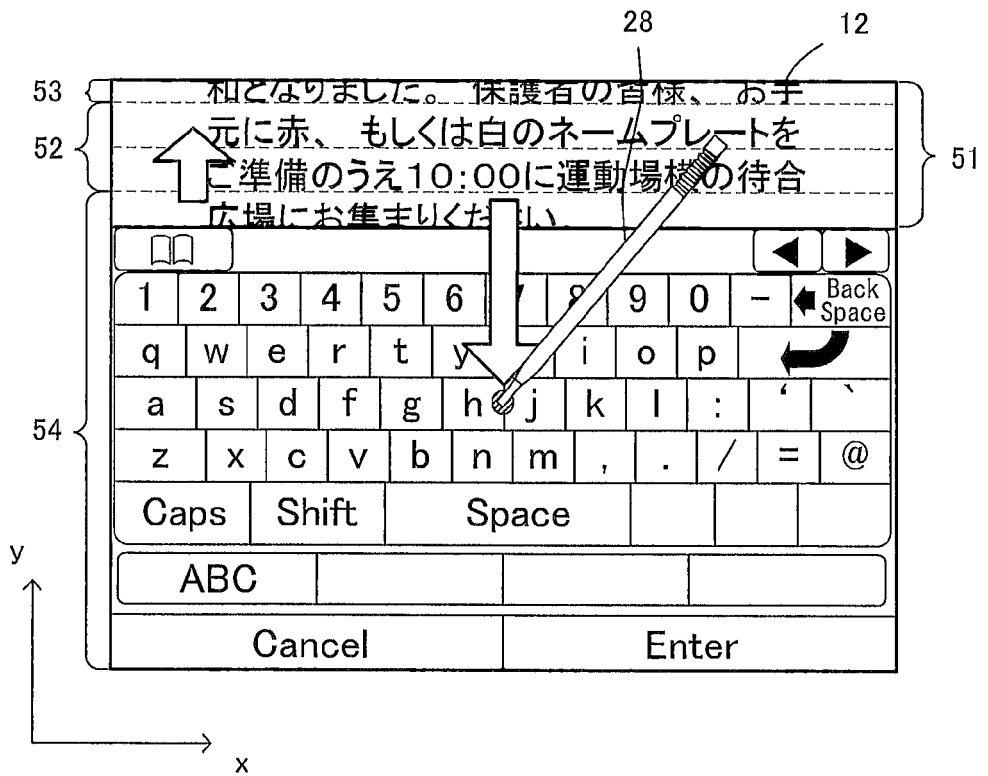 28
12
53
和となりました。 保護者の皆様、 お手
52
元に赤、 もしくは白のネームプレートを
51
ご準備のうえ10:00に運動場横の待合
広場にお集まりください。
1 2 3 4 5 6 7 8 9 0 - Back Space
q w e r t y i o p
54
a s d f g h j k l : ‘ `
z x c v b n m , . / = @
Caps Shift Space
ABC
Cancel Enter
y
x